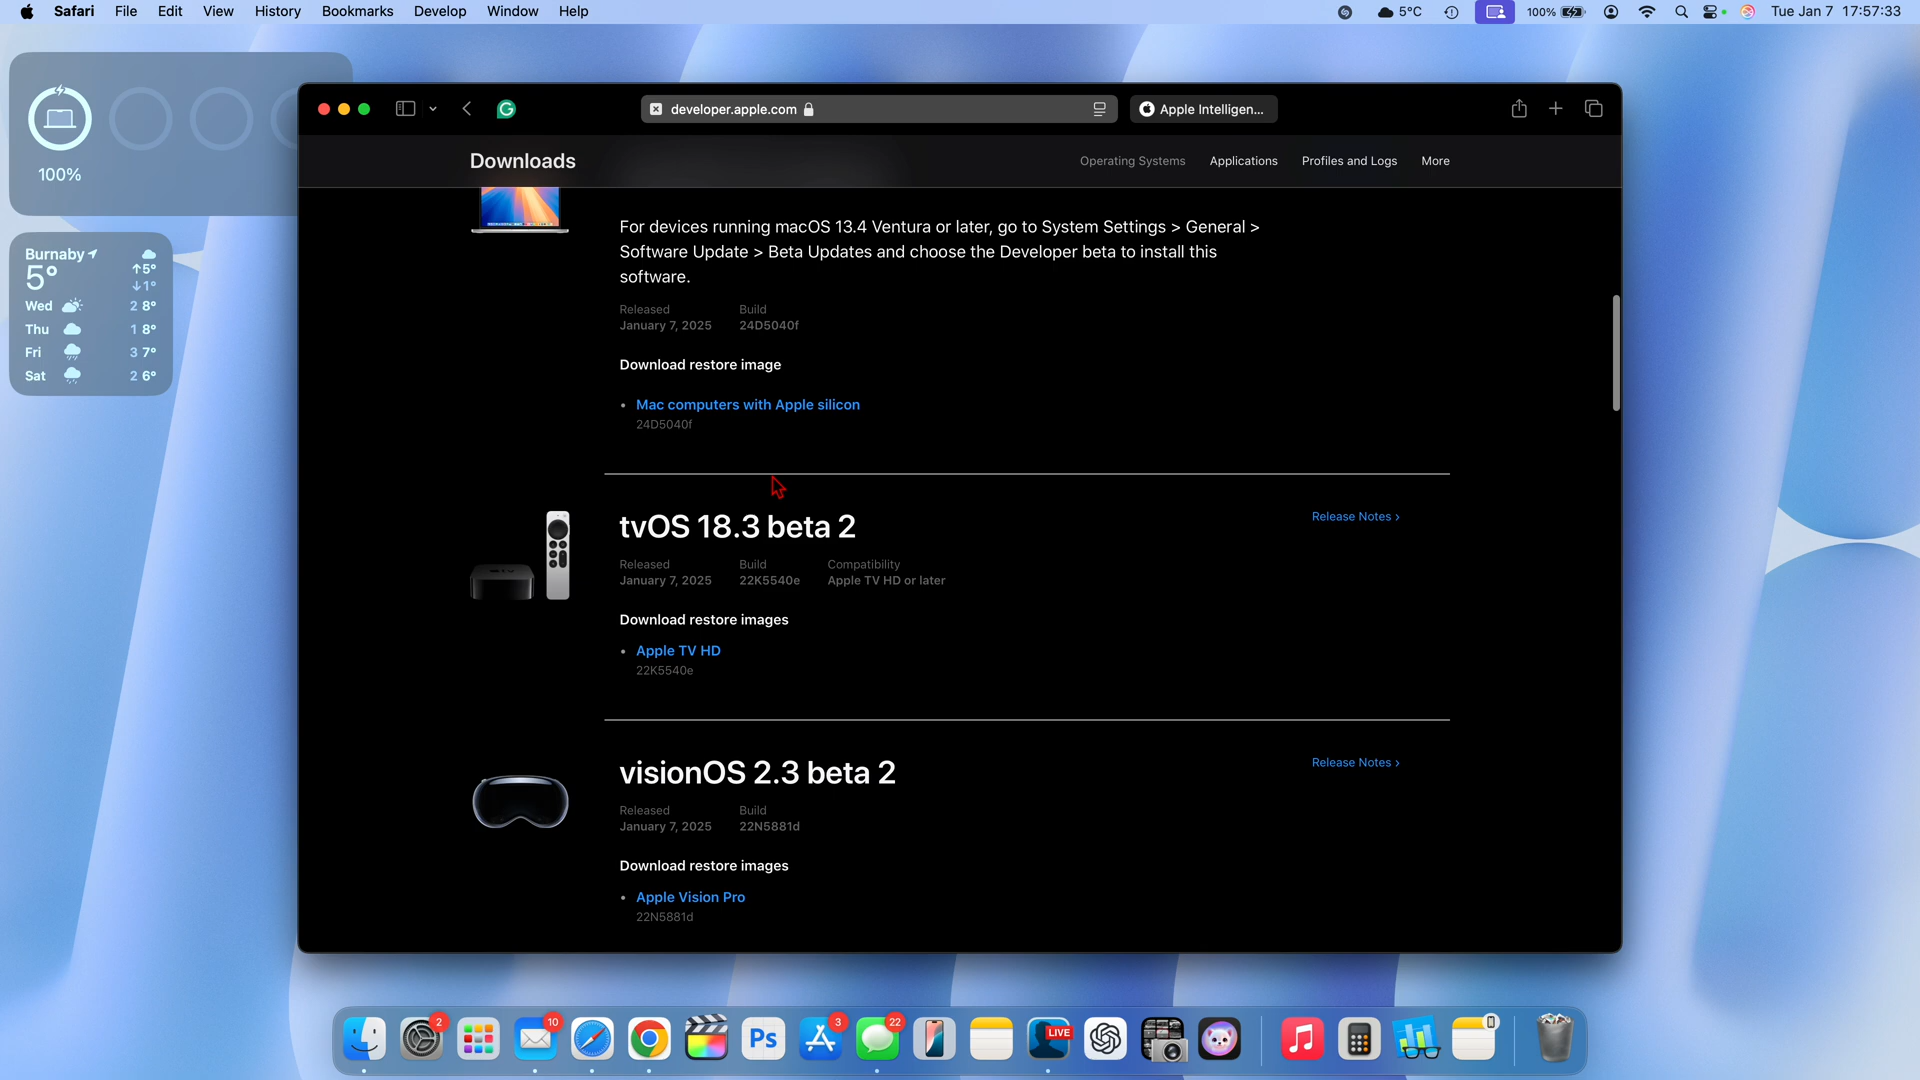 Safari File Edit View History Bookmarks Develop Window Help
5°C 100% Tue Jan 7 17:57:33
100%
Burnaby
5°
↑5°
↓1°
Wed 2 8°
Thu 1 8°
Fri 3 7°
Sat 2 6°
developer.apple.com
Apple Intelligen...
Downloads
Operating Systems Applications Profiles and Logs More
For devices running macOS 13.4 Ventura or later, go to System Settings > General >
Software Update > Beta Updates and choose the Developer beta to install this
software.
Released Build
January 7, 2025 24D5040f
Download restore image
• Mac computers with Apple silicon
24D5040f
tvOS 18.3 beta 2
Release Notes >
Released Build Compatibility
January 7, 2025 22K5540e Apple TV HD or later
Download restore images
• Apple TV HD
22K5540e
visionOS 2.3 beta 2
Release Notes >
Released Build
January 7, 2025 22N5881d
Download restore images
• Apple Vision Pro
22N5881d
2
10
Ps
3
22
LIVE